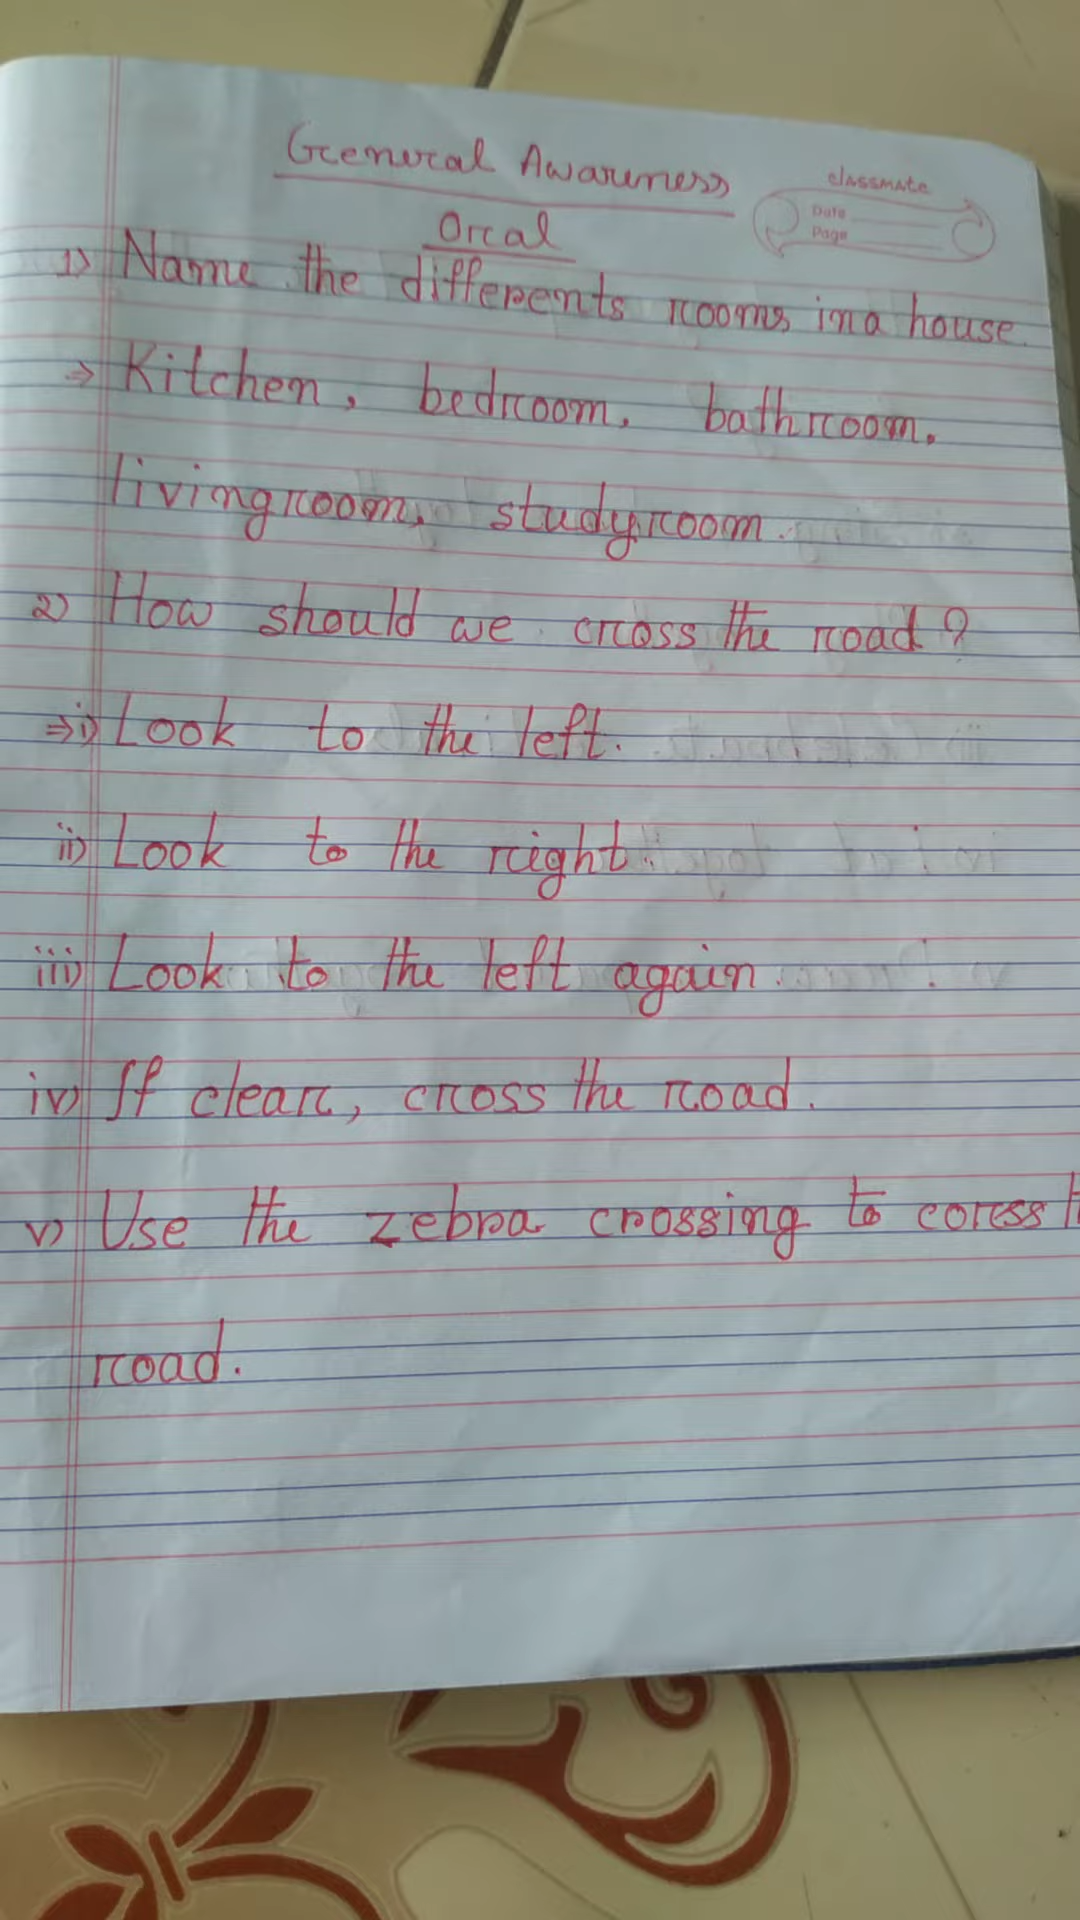 General Awareness
classmate
Date
Page
Oral
1) Name the differents rooms in a house.
⇒ Kitchen, bedroom, bathroom,
livingroom, studyroom.
2) How should we cross the road?
⇒ i) Look to the left.
ii) Look to the right.
iii) Look to the left again.
iv) If clear, cross the road.
v) Use the zebra crossing to coress
road.